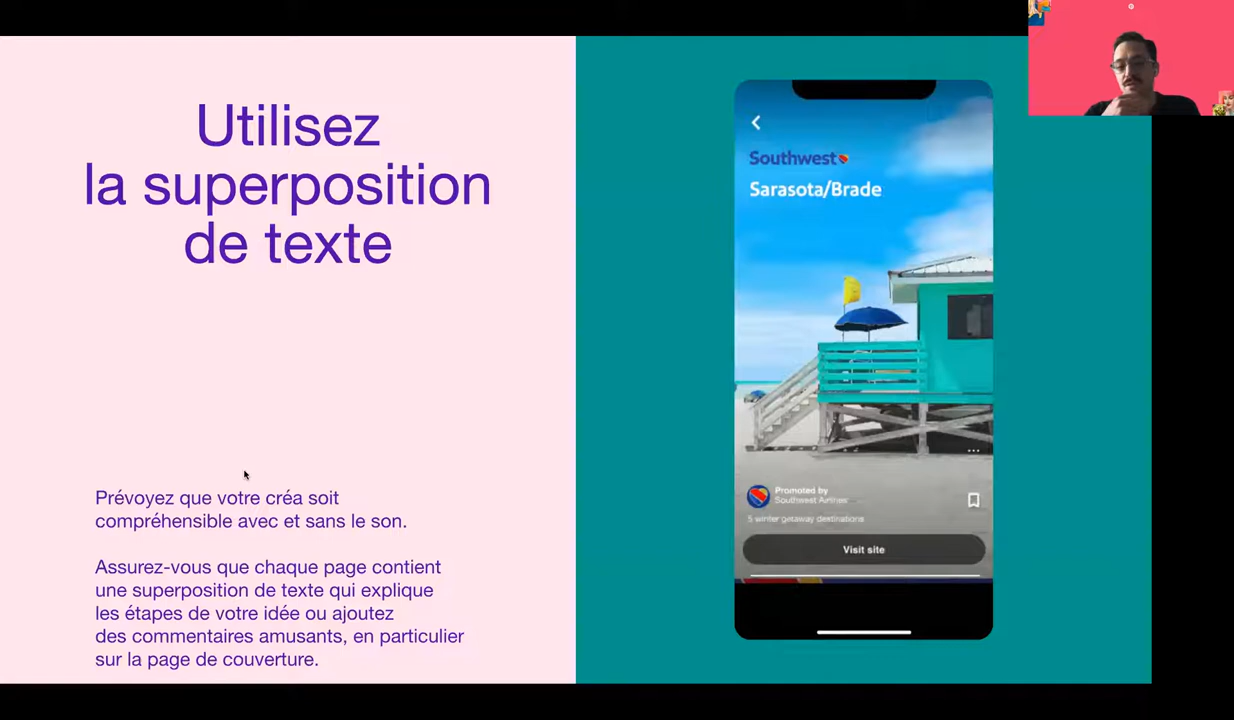 Utilisez
la superposition
de texte
Prévoyez que votre créa soit
compréhensible avec et sans le son.
Assurez-vous que chaque page contient
une superposition de texte qui explique
les étapes de votre idée ou ajoutez
des commentaires amusants, en particulier
sur la page de couverture.
Southwest
Sarasota/Brade
Promoted by
Southwest Airlines
5 winter getaway destinations
Visit site